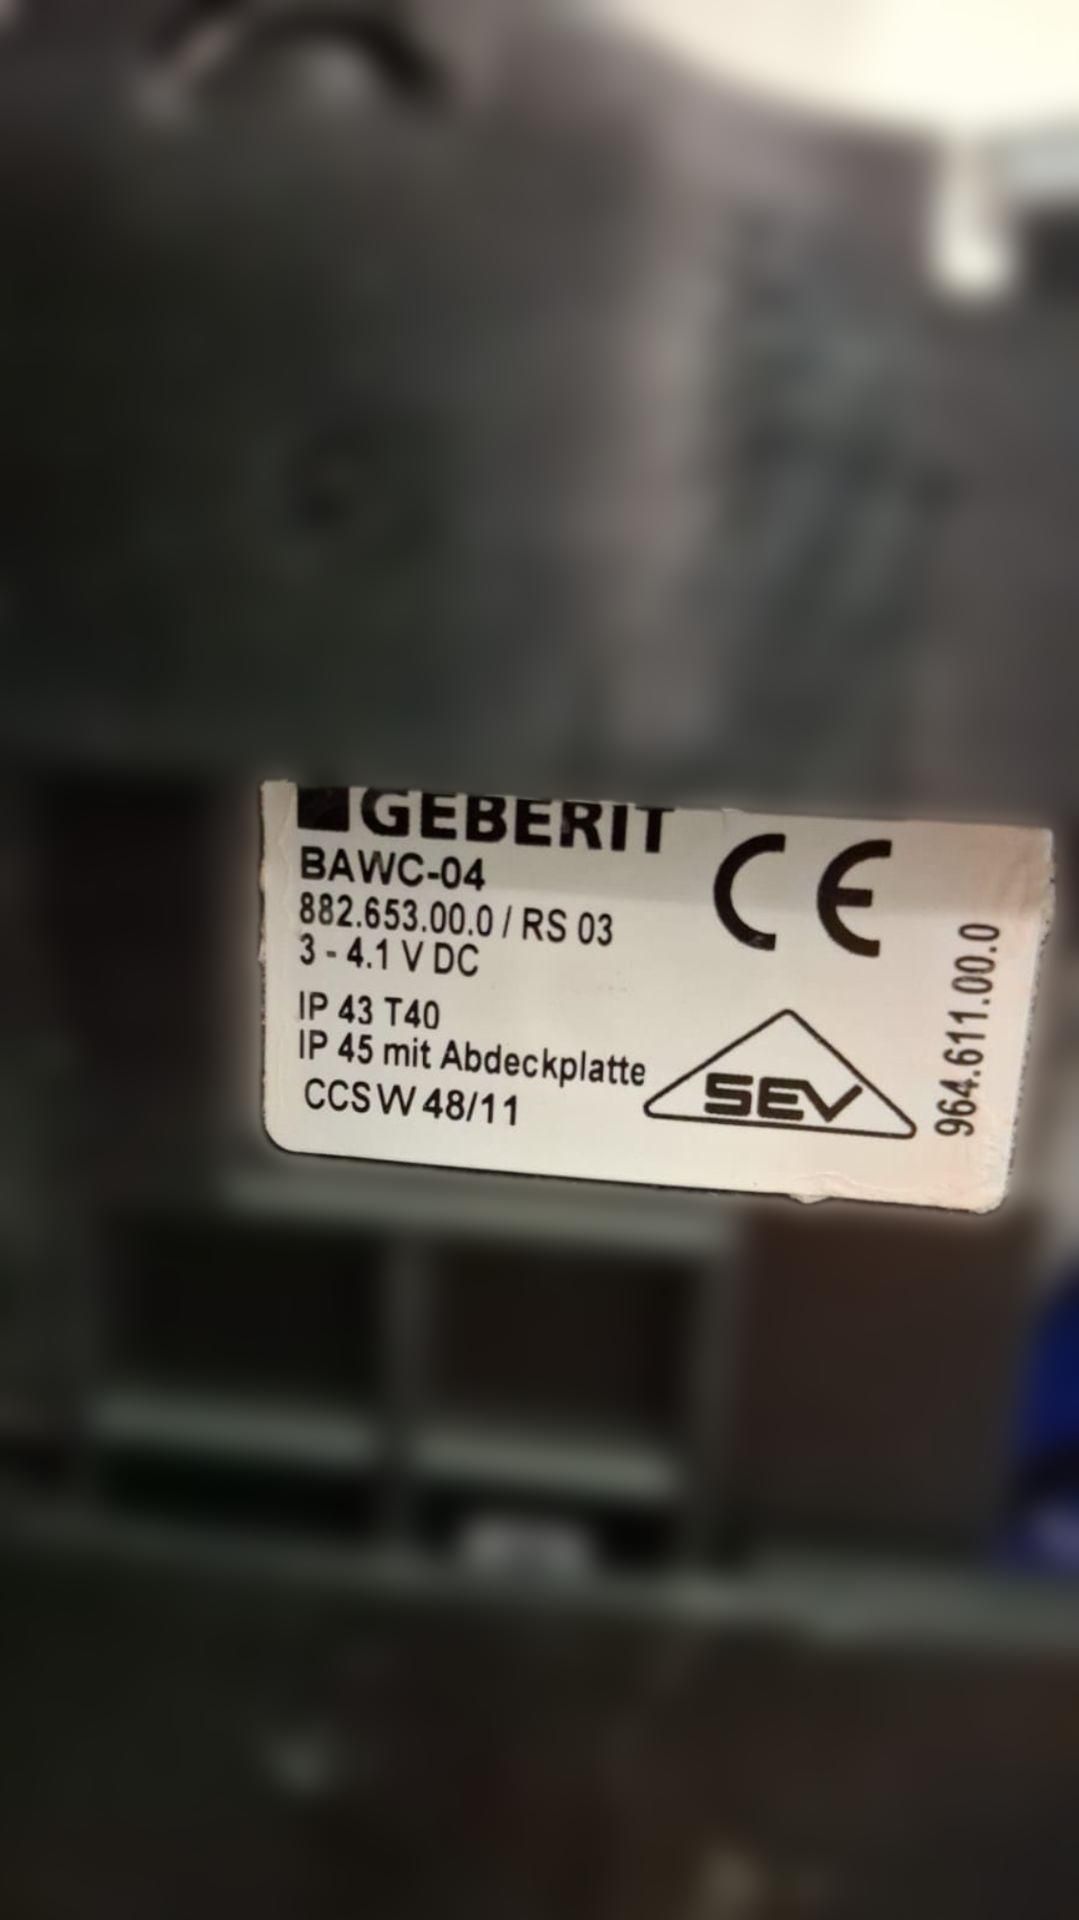 GEBERIT
BAWC-04
882.653.00.0 / RS 03
3 - 4.1 V DC
IP 43 T40
IP 45 mit Abdeckplatte
CCSW 48/11
CE
SEV
964.611.00.0